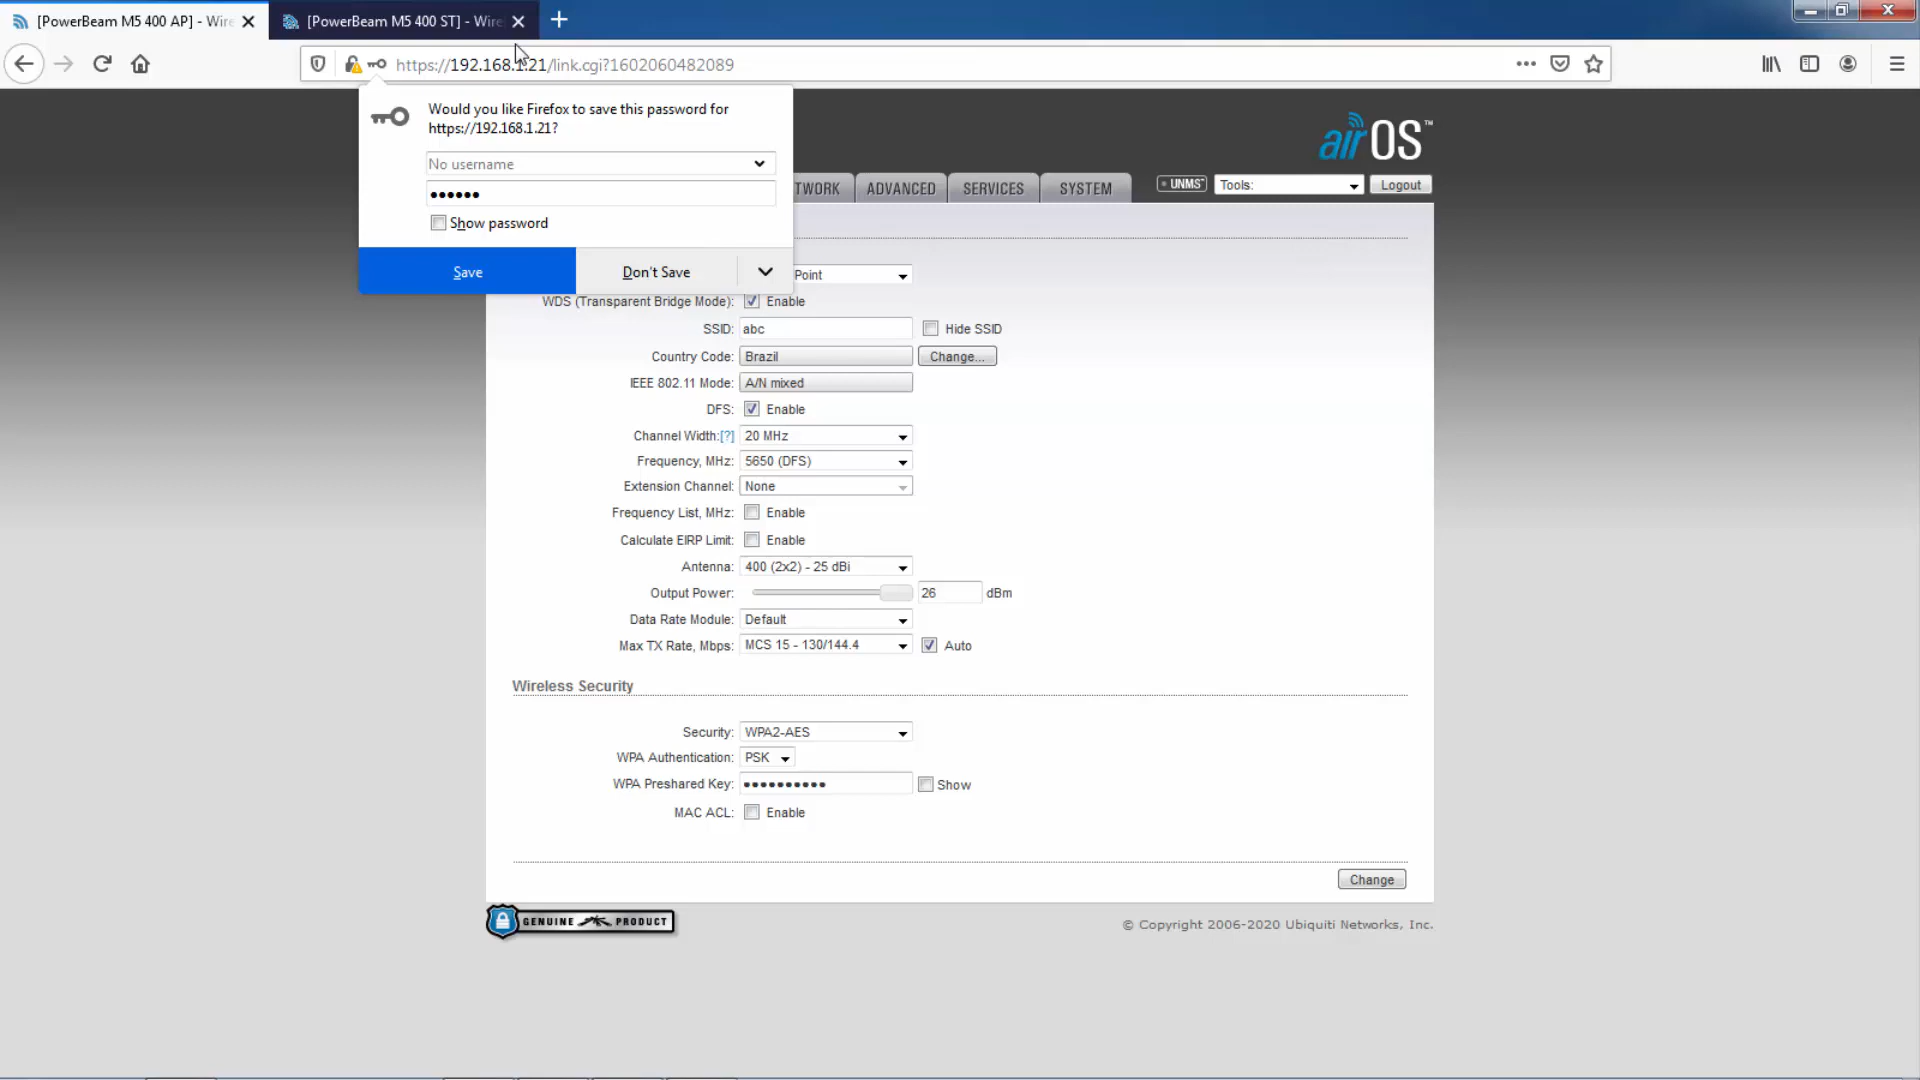 [PowerBeam M5 400 AP] - Wire
[PowerBeam M5 400 ST] - Wire
https://192.168.1.21/link.cgi?1602060482089
Would you like Firefox to save this password for
https://192.168.1.21?
No username
••••••
Show password
Save
Don't Save
airOS™
TWORK
ADVANCED
SERVICES
SYSTEM
UNMS™
Tools:
Logout
Point
WDS (Transparent Bridge Mode): Enable
SSID: abc Hide SSID
Country Code: Brazil Change...
IEEE 802.11 Mode: A/N mixed
DFS: Enable
Channel Width:[?] 20 MHz
Frequency, MHz: 5650 (DFS)
Extension Channel: None
Frequency List, MHz: Enable
Calculate EIRP Limit: Enable
Antenna: 400 (2x2) - 25 dBi
Output Power: 26 dBm
Data Rate Module: Default
Max TX Rate, Mbps: MCS 15 - 130/144.4 Auto
Wireless Security
Security: WPA2-AES
WPA Authentication: PSK
WPA Preshared Key: •••••••••• Show
MAC ACL: Enable
Change
GENUINE PRODUCT
© Copyright 2006-2020 Ubiquiti Networks, Inc.